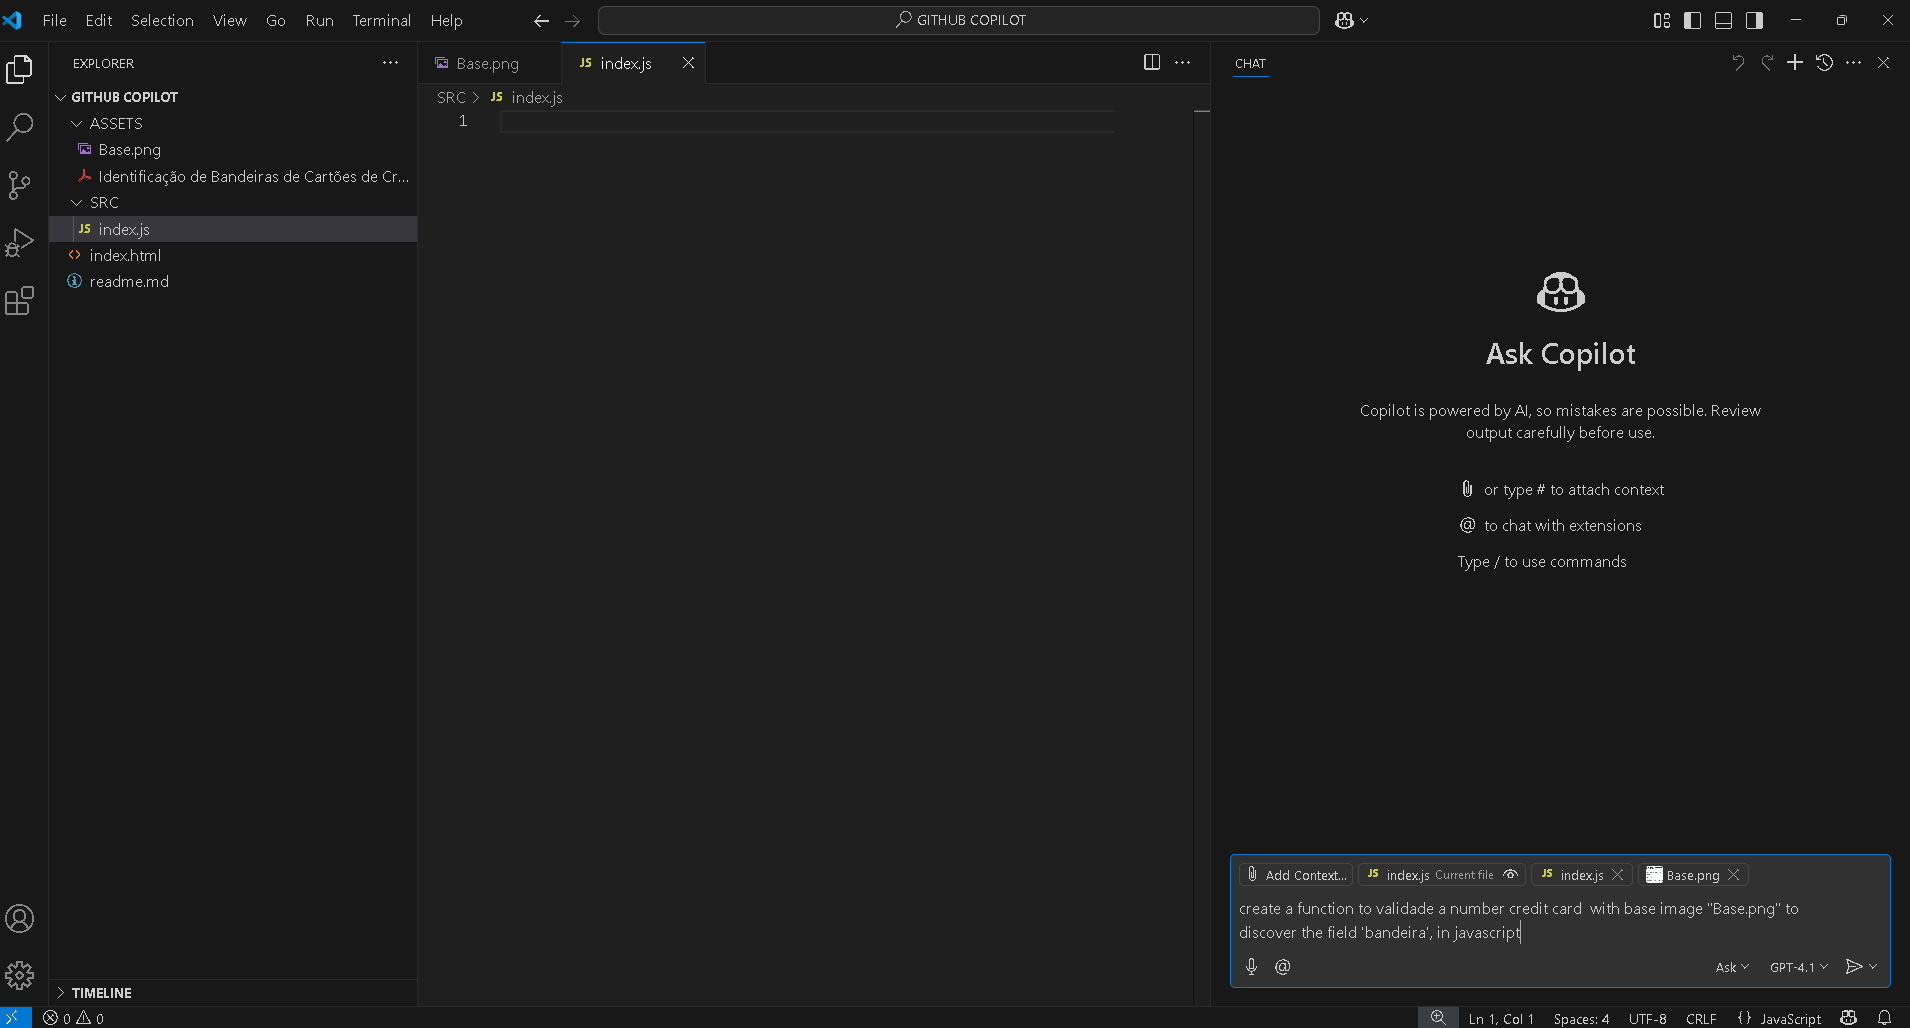 File Edit Selection View Go Run Terminal Help
GITHUB COPILOT
EXPLORER
GITHUB COPILOT
ASSETS
Base.png
Identificação de Bandeiras de Cartões de Cr...
SRC
JS index.js
index.html
readme.md
TIMELINE
Base.png
JS index.js
SRC > JS index.js
1
CHAT
Ask Copilot
Copilot is powered by AI, so mistakes are possible. Review
output carefully before use.
or type # to attach context
@ to chat with extensions
Type / to use commands
Add Context... JS index.js Current file JS index.js Base.png
create a function to validade a number credit card  with base image "Base.png" to
discover the field 'bandeira', in javascript
@ Ask GPT-4.1
0 0
Ln 1, Col 1 Spaces: 4 UTF-8 CRLF {} JavaScript